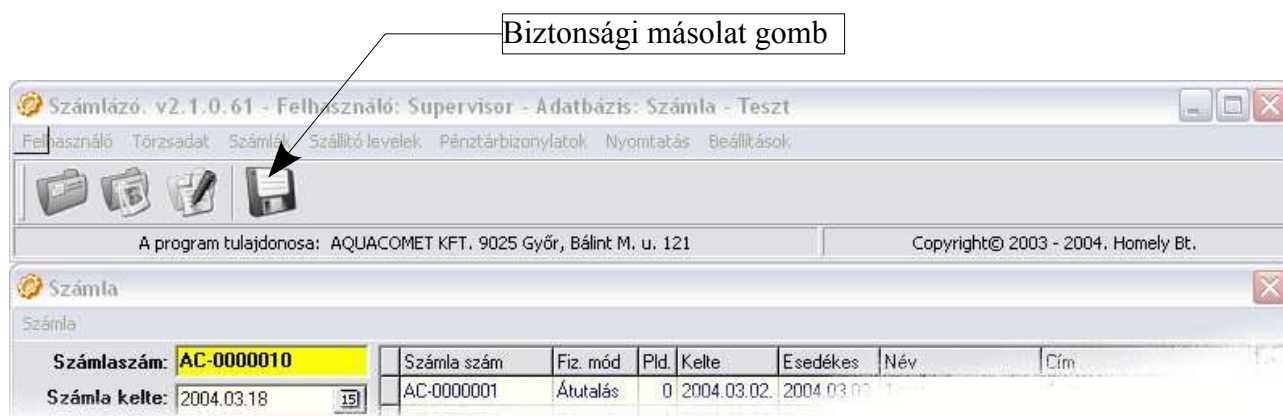 Biztonsági másolat gomb
Számlázó. v2.1.0.61 - Felhasználó: Supervisor - Adatbázis: Számla - Teszt
Felhasználó Törzsadat Számlák Szállító levelek Pénztárbizonylatok Nyomtatás Beállítások
A program tulajdonosa: AQUACOMET KFT. 9025 Győr, Bálint M. u. 121 Copyright© 2003 - 2004. Homely Bt.
Számla
Számla
Számlaszám: AC-0000010 Számla szám Fiz. mód Pld. Kelte Esedékes Név Cím
Számla kelte: 2004.03.18 15 AC-0000001 Átutalás 0 2004.03.02. 2004.03.02